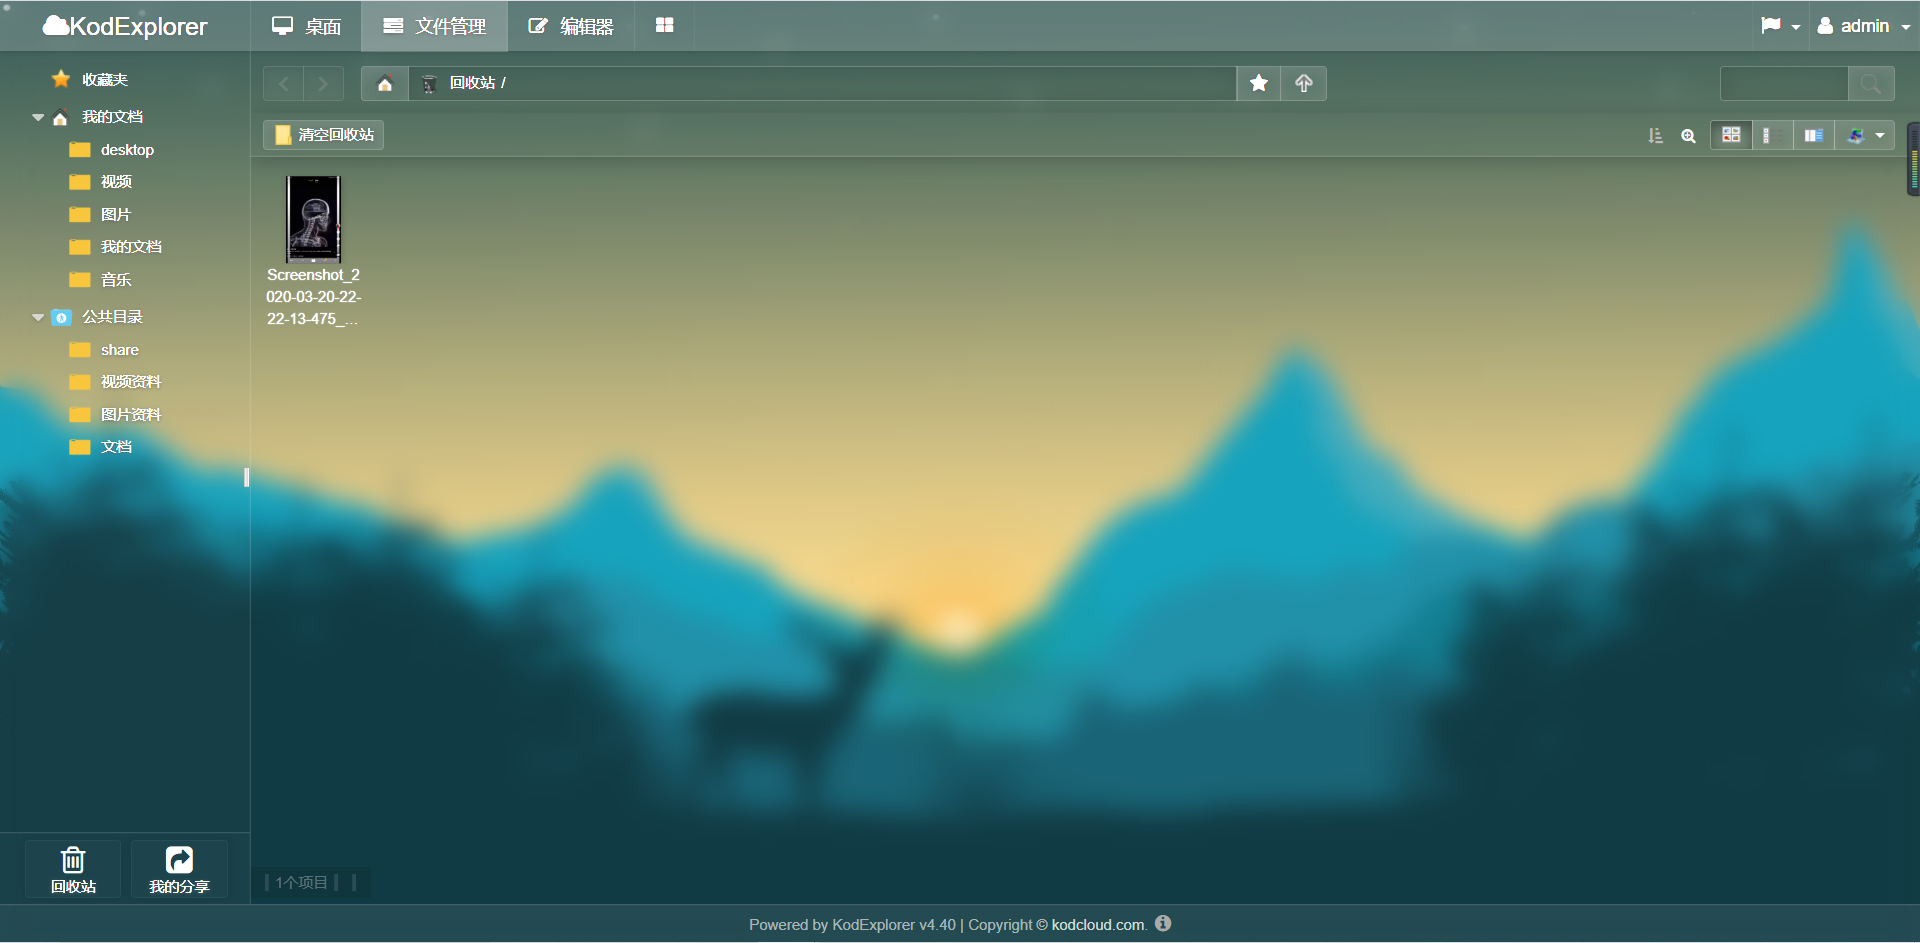 KodExplorer
桌面
文件管理
编辑器
admin
收藏夹
我的文档
desktop
视频
图片
我的文档
音乐
公共目录
share
视频资料
图片资料
文档
回收站
我的分享
回收站 /
清空回收站
Screenshot_2
020-03-20-22-
22-13-475_...
1个项目
Powered by KodExplorer v4.40 | Copyright © kodcloud.com.